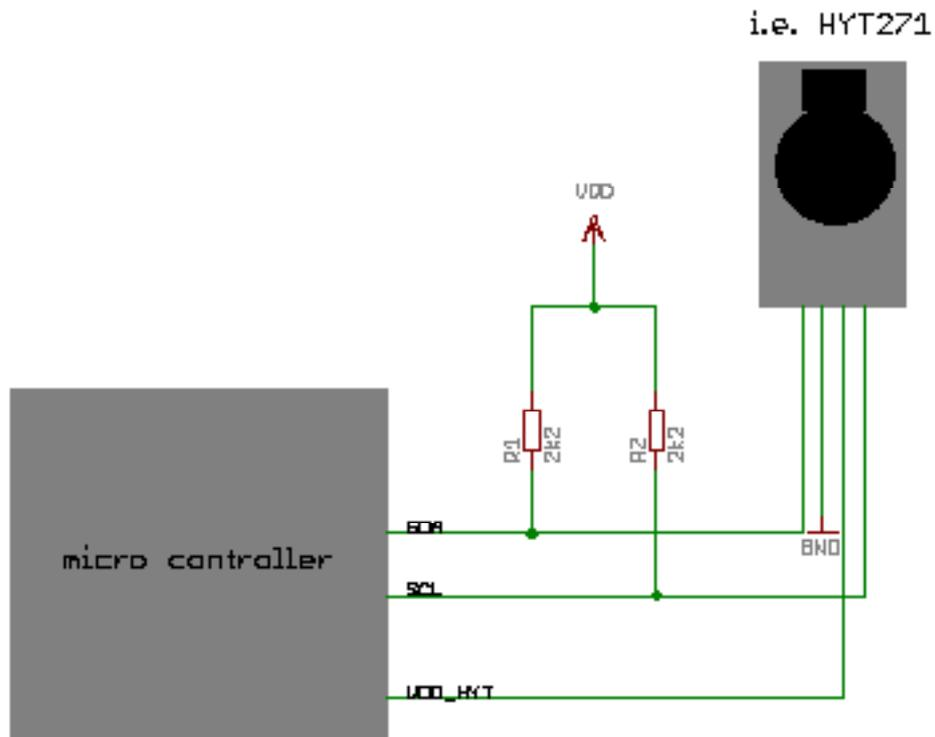 i.e. HYT271
VDD
R1
2k2
R2
2k2
SDA
GND
micro controller
SCL
VDD_HYT